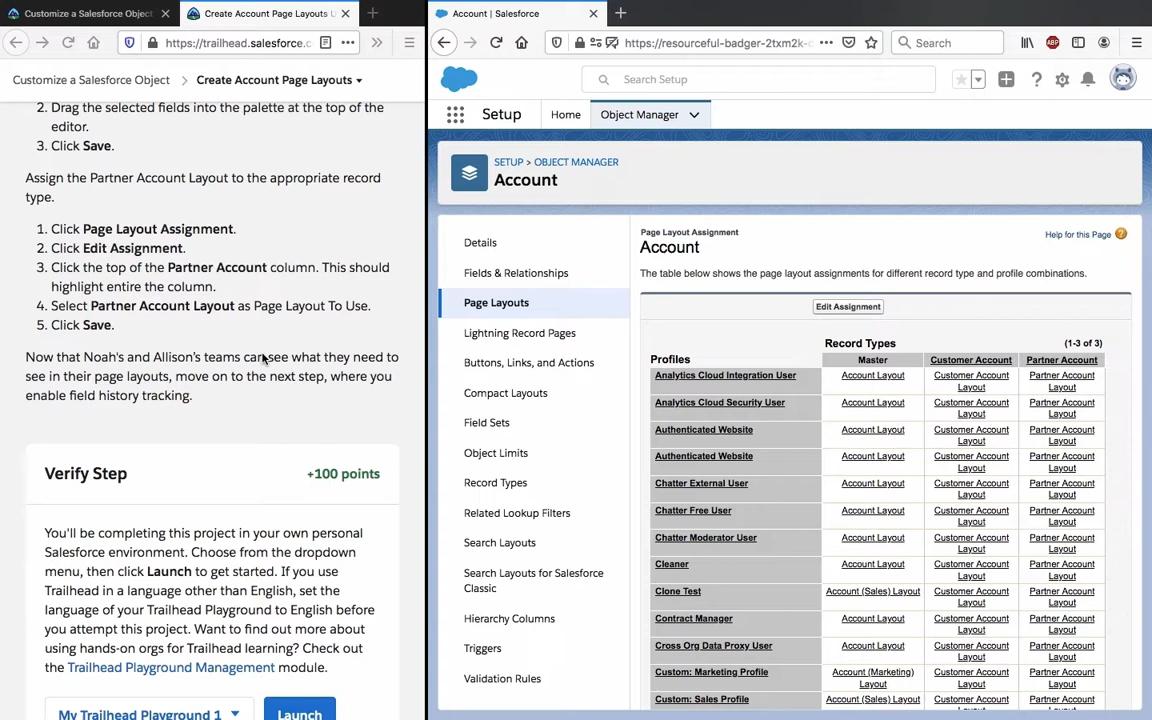 Customize a Salesforce Object
Create Account Page Layouts U
https://trailhead.salesforce.c
Customize a Salesforce Object
Create Account Page Layouts
2. Drag the selected fields into the palette at the top of the
editor.
3. Click Save.
Assign the Partner Account Layout to the appropriate record
type.
1. Click Page Layout Assignment.
2. Click Edit Assignment.
3. Click the top of the Partner Account column. This should
highlight entire the column.
4. Select Partner Account Layout as Page Layout To Use.
5. Click Save.
Now that Noah's and Allison's teams can see what they need to
see in their page layouts, move on to the next step, where you
enable field history tracking.
Verify Step
+100 points
You'll be completing this project in your own personal
Salesforce environment. Choose from the dropdown
menu, then click Launch to get started. If you use
Trailhead in a language other than English, set the
language of your Trailhead Playground to English before
you attempt this project. Want to find out more about
using hands-on orgs for Trailhead learning? Check out
the Trailhead Playground Management module.
My Trailhead Playground 1
Launch
Account | Salesforce
https://resourceful-badger-2txm2k-c
Search
ABP
Search Setup
Setup
Home
Object Manager
SETUP > OBJECT MANAGER
Account
Details
Fields & Relationships
Page Layouts
Lightning Record Pages
Buttons, Links, and Actions
Compact Layouts
Field Sets
Object Limits
Record Types
Related Lookup Filters
Search Layouts
Search Layouts for Salesforce
Classic
Hierarchy Columns
Triggers
Validation Rules
Page Layout Assignment
Account
Help for this Page
The table below shows the page layout assignments for different record type and profile combinations.
Edit Assignment
Record Types
(1-3 of 3)
Profiles
Master
Customer Account
Partner Account
Analytics Cloud Integration User Account Layout Customer Account Partner Account
Layout Layout
Analytics Cloud Security User Account Layout Customer Account Partner Account
Layout Layout
Authenticated Website Account Layout Customer Account Partner Account
Layout Layout
Authenticated Website Account Layout Customer Account Partner Account
Layout Layout
Chatter External User Account Layout Customer Account Partner Account
Layout Layout
Chatter Free User Account Layout Customer Account Partner Account
Layout Layout
Chatter Moderator User Account Layout Customer Account Partner Account
Layout Layout
Cleaner Account Layout Customer Account Partner Account
Layout Layout
Clone Test Account (Sales) Layout Customer Account Partner Account
Layout Layout
Contract Manager Account Layout Customer Account Partner Account
Layout Layout
Cross Org Data Proxy User Account Layout Customer Account Partner Account
Layout Layout
Custom: Marketing Profile Account (Marketing) Customer Account Partner Account
Layout Layout Layout
Custom: Sales Profile Account (Sales) Layout Customer Account Partner Account